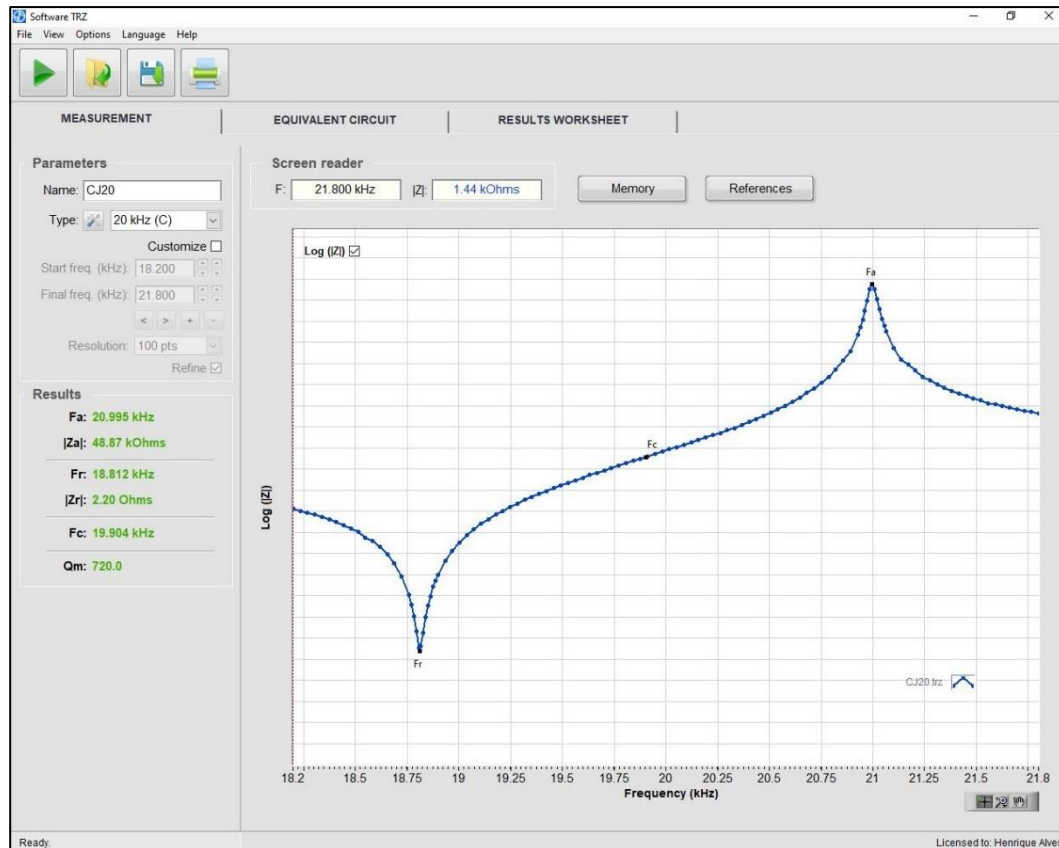 Software TRZ
File View Options Language Help
MEASUREMENT EQUIVALENT CIRCUIT RESULTS WORKSHEET
Parameters
Name: CJ20
Type: 20 kHz (C)
Customize
Start freq. (kHz): 18.200
Final freq. (kHz): 21.800
< > + -
Resolution: 100 pts
Refine
Results
Fa: 20.995 kHz
|Za|: 48.87 kOhms
Fr: 18.812 kHz
|Zr|: 2.20 Ohms
Fc: 19.904 kHz
Qm: 720.0
Screen reader
F: 21.800 kHz |Z|: 1.44 kOhms Memory References
Log (|Z|)
Fa
Fc
Fr
Log (|Z|)
CJ20.trz
18.2 18.5 18.75 19 19.25 19.5 19.75 20 20.25 20.5 20.75 21 21.25 21.5 21.8
Frequency (kHz)
Ready. Licensed to: Henrique Alve